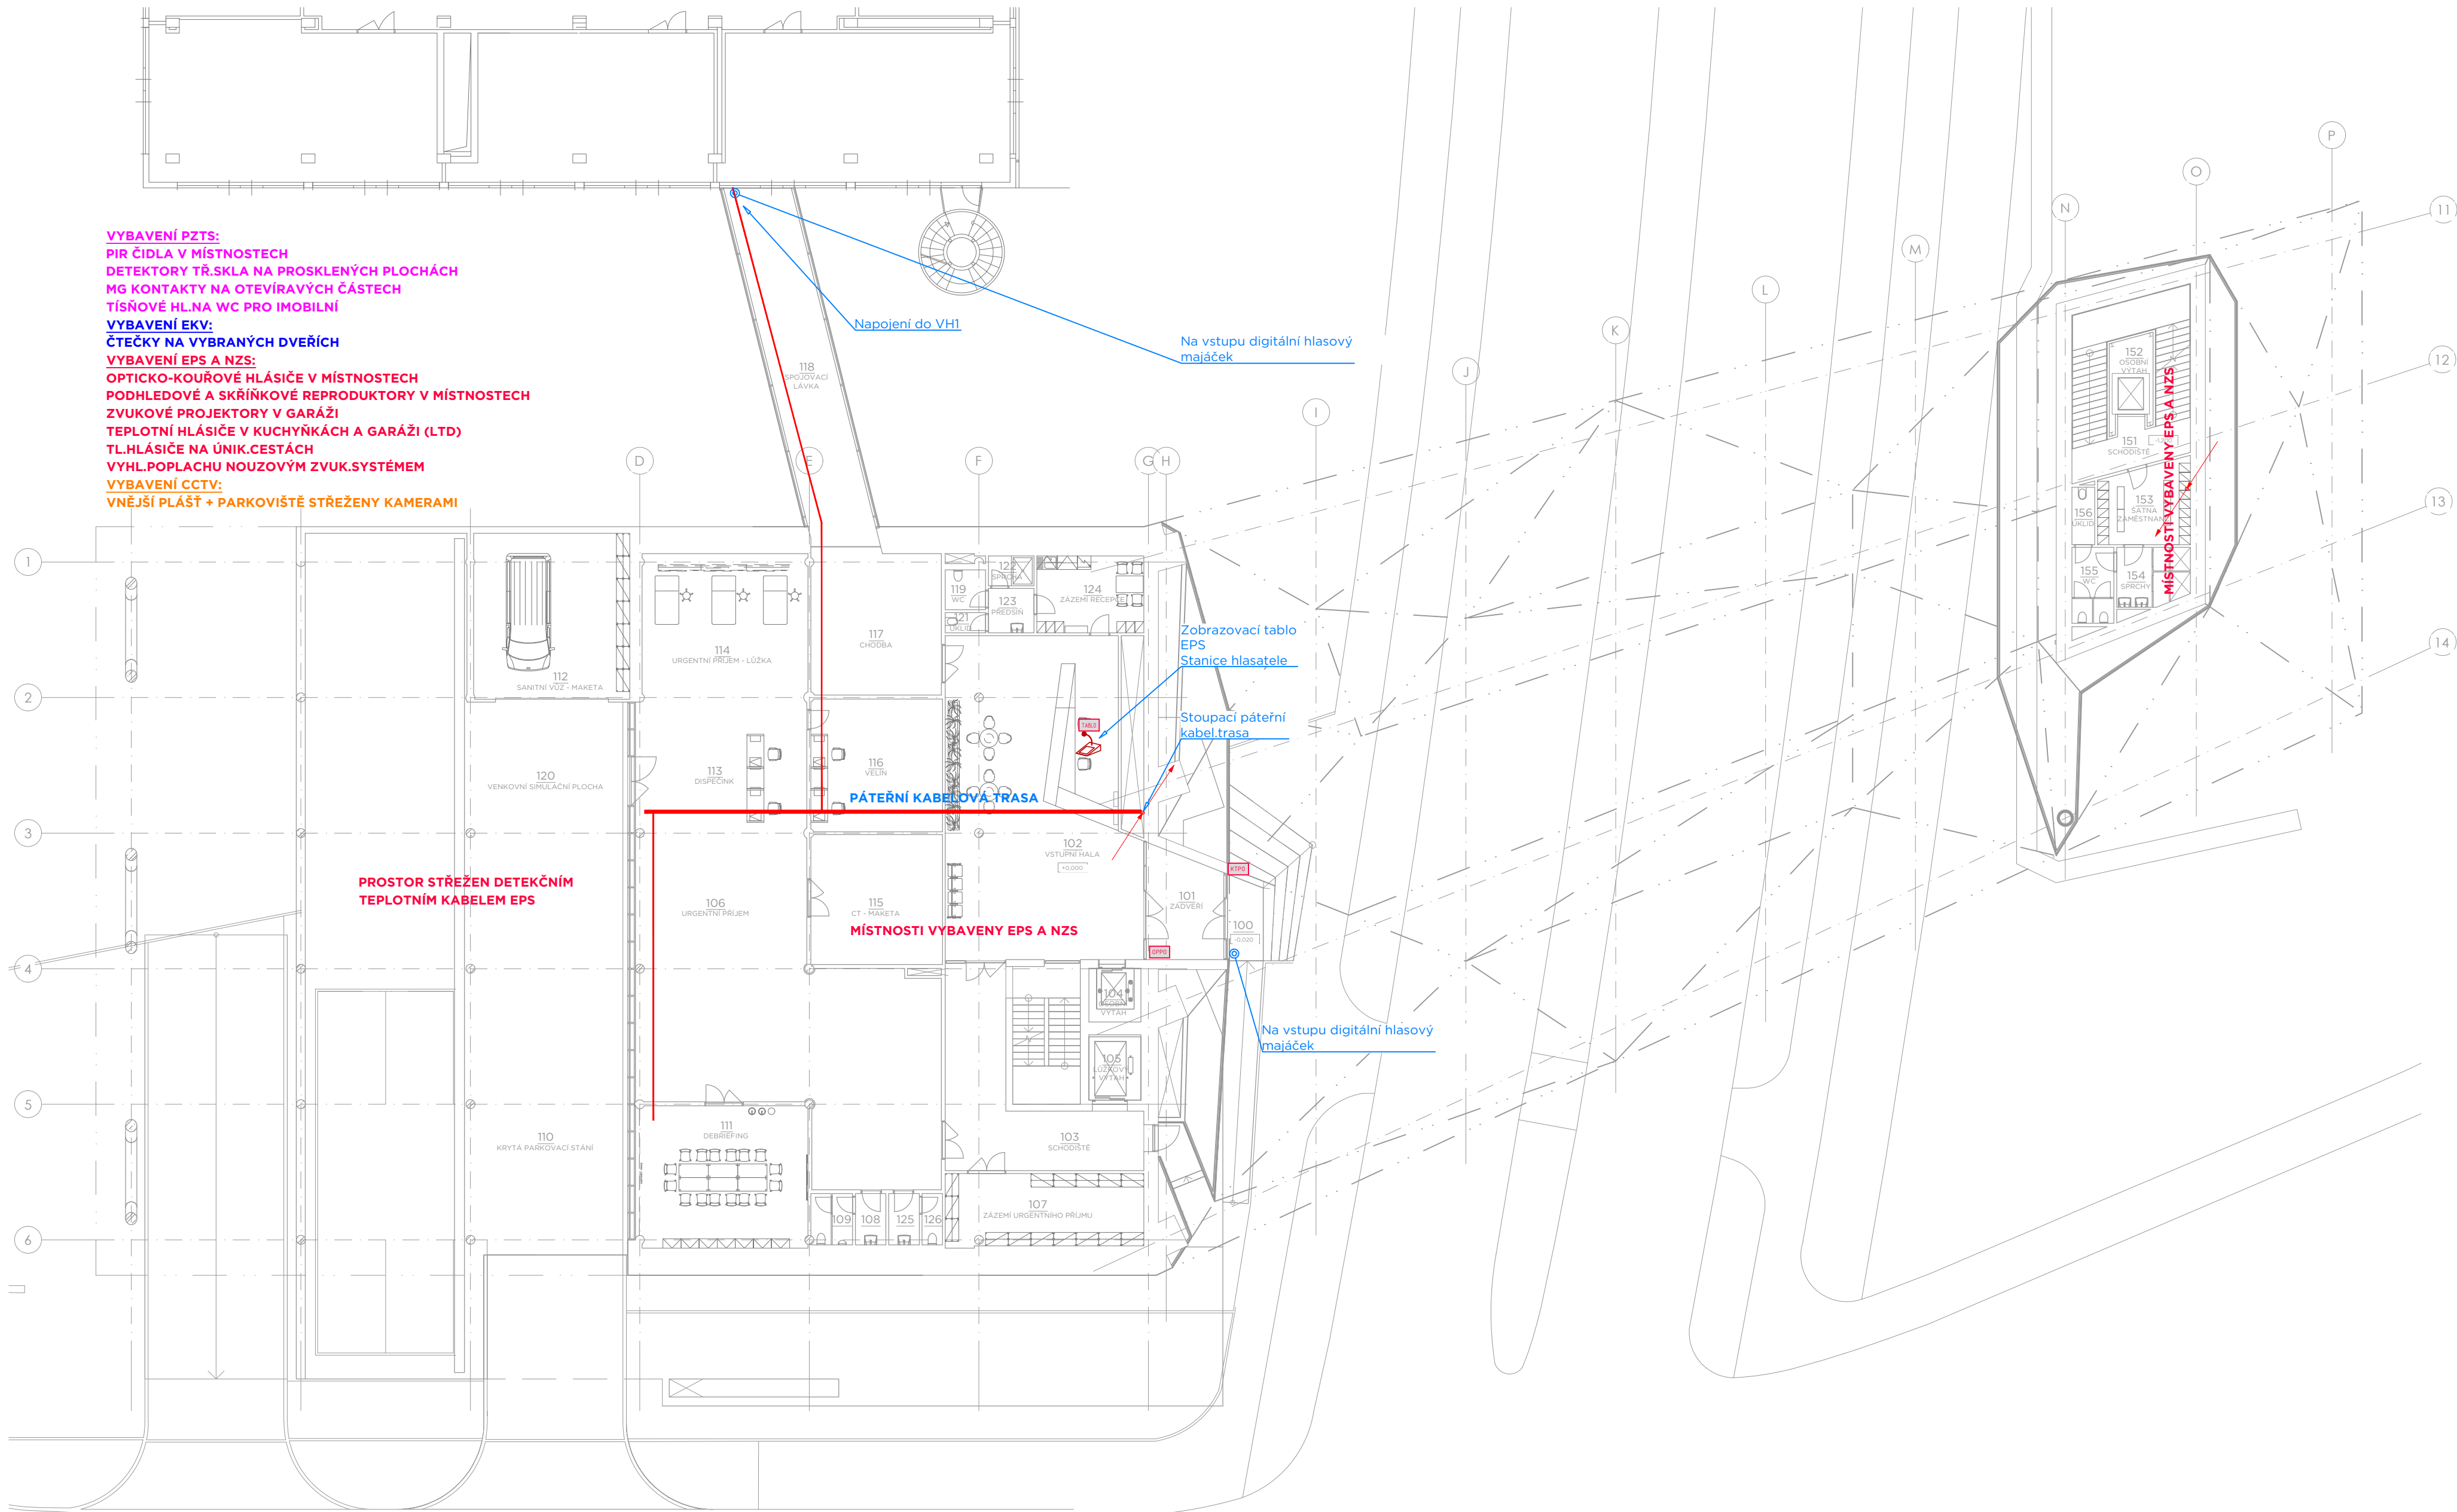 VYBAVENÍ PZTS:
PIR ČIDLA V MÍSTNOSTECH
DETEKTORY TŘ.SKLA NA PROSKLENÝCH PLOCHÁCH
MG KONTAKTY NA OTEVÍRAVÝCH ČÁSTECH
TÍSŇOVÉ HL.NA WC PRO IMOBILNÍ
VYBAVENÍ EKV:
ČTEČKY NA VYBRANÝCH DVEŘÍCH
VYBAVENÍ EPS A NZS:
OPTICKO-KOUŘOVÉ HLÁSIČE V MÍSTNOSTECH
PODHLEDOVÉ A SKŘÍŇKOVÉ REPRODUKTORY V MÍSTNOSTECH
ZVUKOVÉ PROJEKTORY V GARÁŽI
TEPLOTNÍ HLÁSIČE V KUCHYŇKÁCH A GARÁŽI (LTD)
TL.HLÁSIČE NA ÚNIK.CESTÁCH
VYHL.POPLACHU NOUZOVÝM ZVUK.SYSTÉMEM
VYBAVENÍ CCTV:
VNĚJŠÍ PLÁŠŤ + PARKOVIŠTĚ STŘEŽENY KAMERAMI
Napojení do VH1
Na vstupu digitální hlasový
majáček
118
SPOJOVACÍ
LÁVKA
D
E
F
G
H
I
J
K
L
M
N
O
P
11
12
13
14
1
2
3
4
5
6
152
OSOBNÍ
VÝTAH
151
SCHODIŠTĚ
153
ŠATNA
ZAMĚSTNANCI
156
ÚKLID
155
WC
154
SPRCHY
MÍSTNOSTI VYBAVENY EPS A NZS
112
SANITNÍ VŮZ - MAKETA
114
URGENTNÍ PŘÍJEM - LŮŽKA
117
CHODBA
119
WC
121
ÚKLID
122
SPRCHA
123
PŘEDSÍŇ
124
ZÁZEMÍ RECEPCE
Zobrazovací tablo
EPS
Stanice hlasatele
TABLO
Stoupací páteřní
kabel.trasa
120
VENKOVNÍ SIMULAČNÍ PLOCHA
113
DISPEČINK
116
VELÍN
PÁTEŘNÍ KABELOVÁ TRASA
102
VSTUPNÍ HALA
+0,000
KTPO
PROSTOR STŘEŽEN DETEKČNÍM
TEPLOTNÍM KABELEM EPS
106
URGENTNÍ PŘÍJEM
115
CT - MAKETA
MÍSTNOSTI VYBAVENY EPS A NZS
101
ZÁDVEŘÍ
100
-0,020
OPPO
104
OSOBNÍ
VÝTAH
105
LŮŽKOVÝ
VÝTAH
Na vstupu digitální hlasový
majáček
110
KRYTÁ PARKOVACÍ STÁNÍ
111
DEBRIEFING
103
SCHODIŠTĚ
107
ZÁZEMÍ URGENTNÍHO PŘÍJMU
109
108
125
126